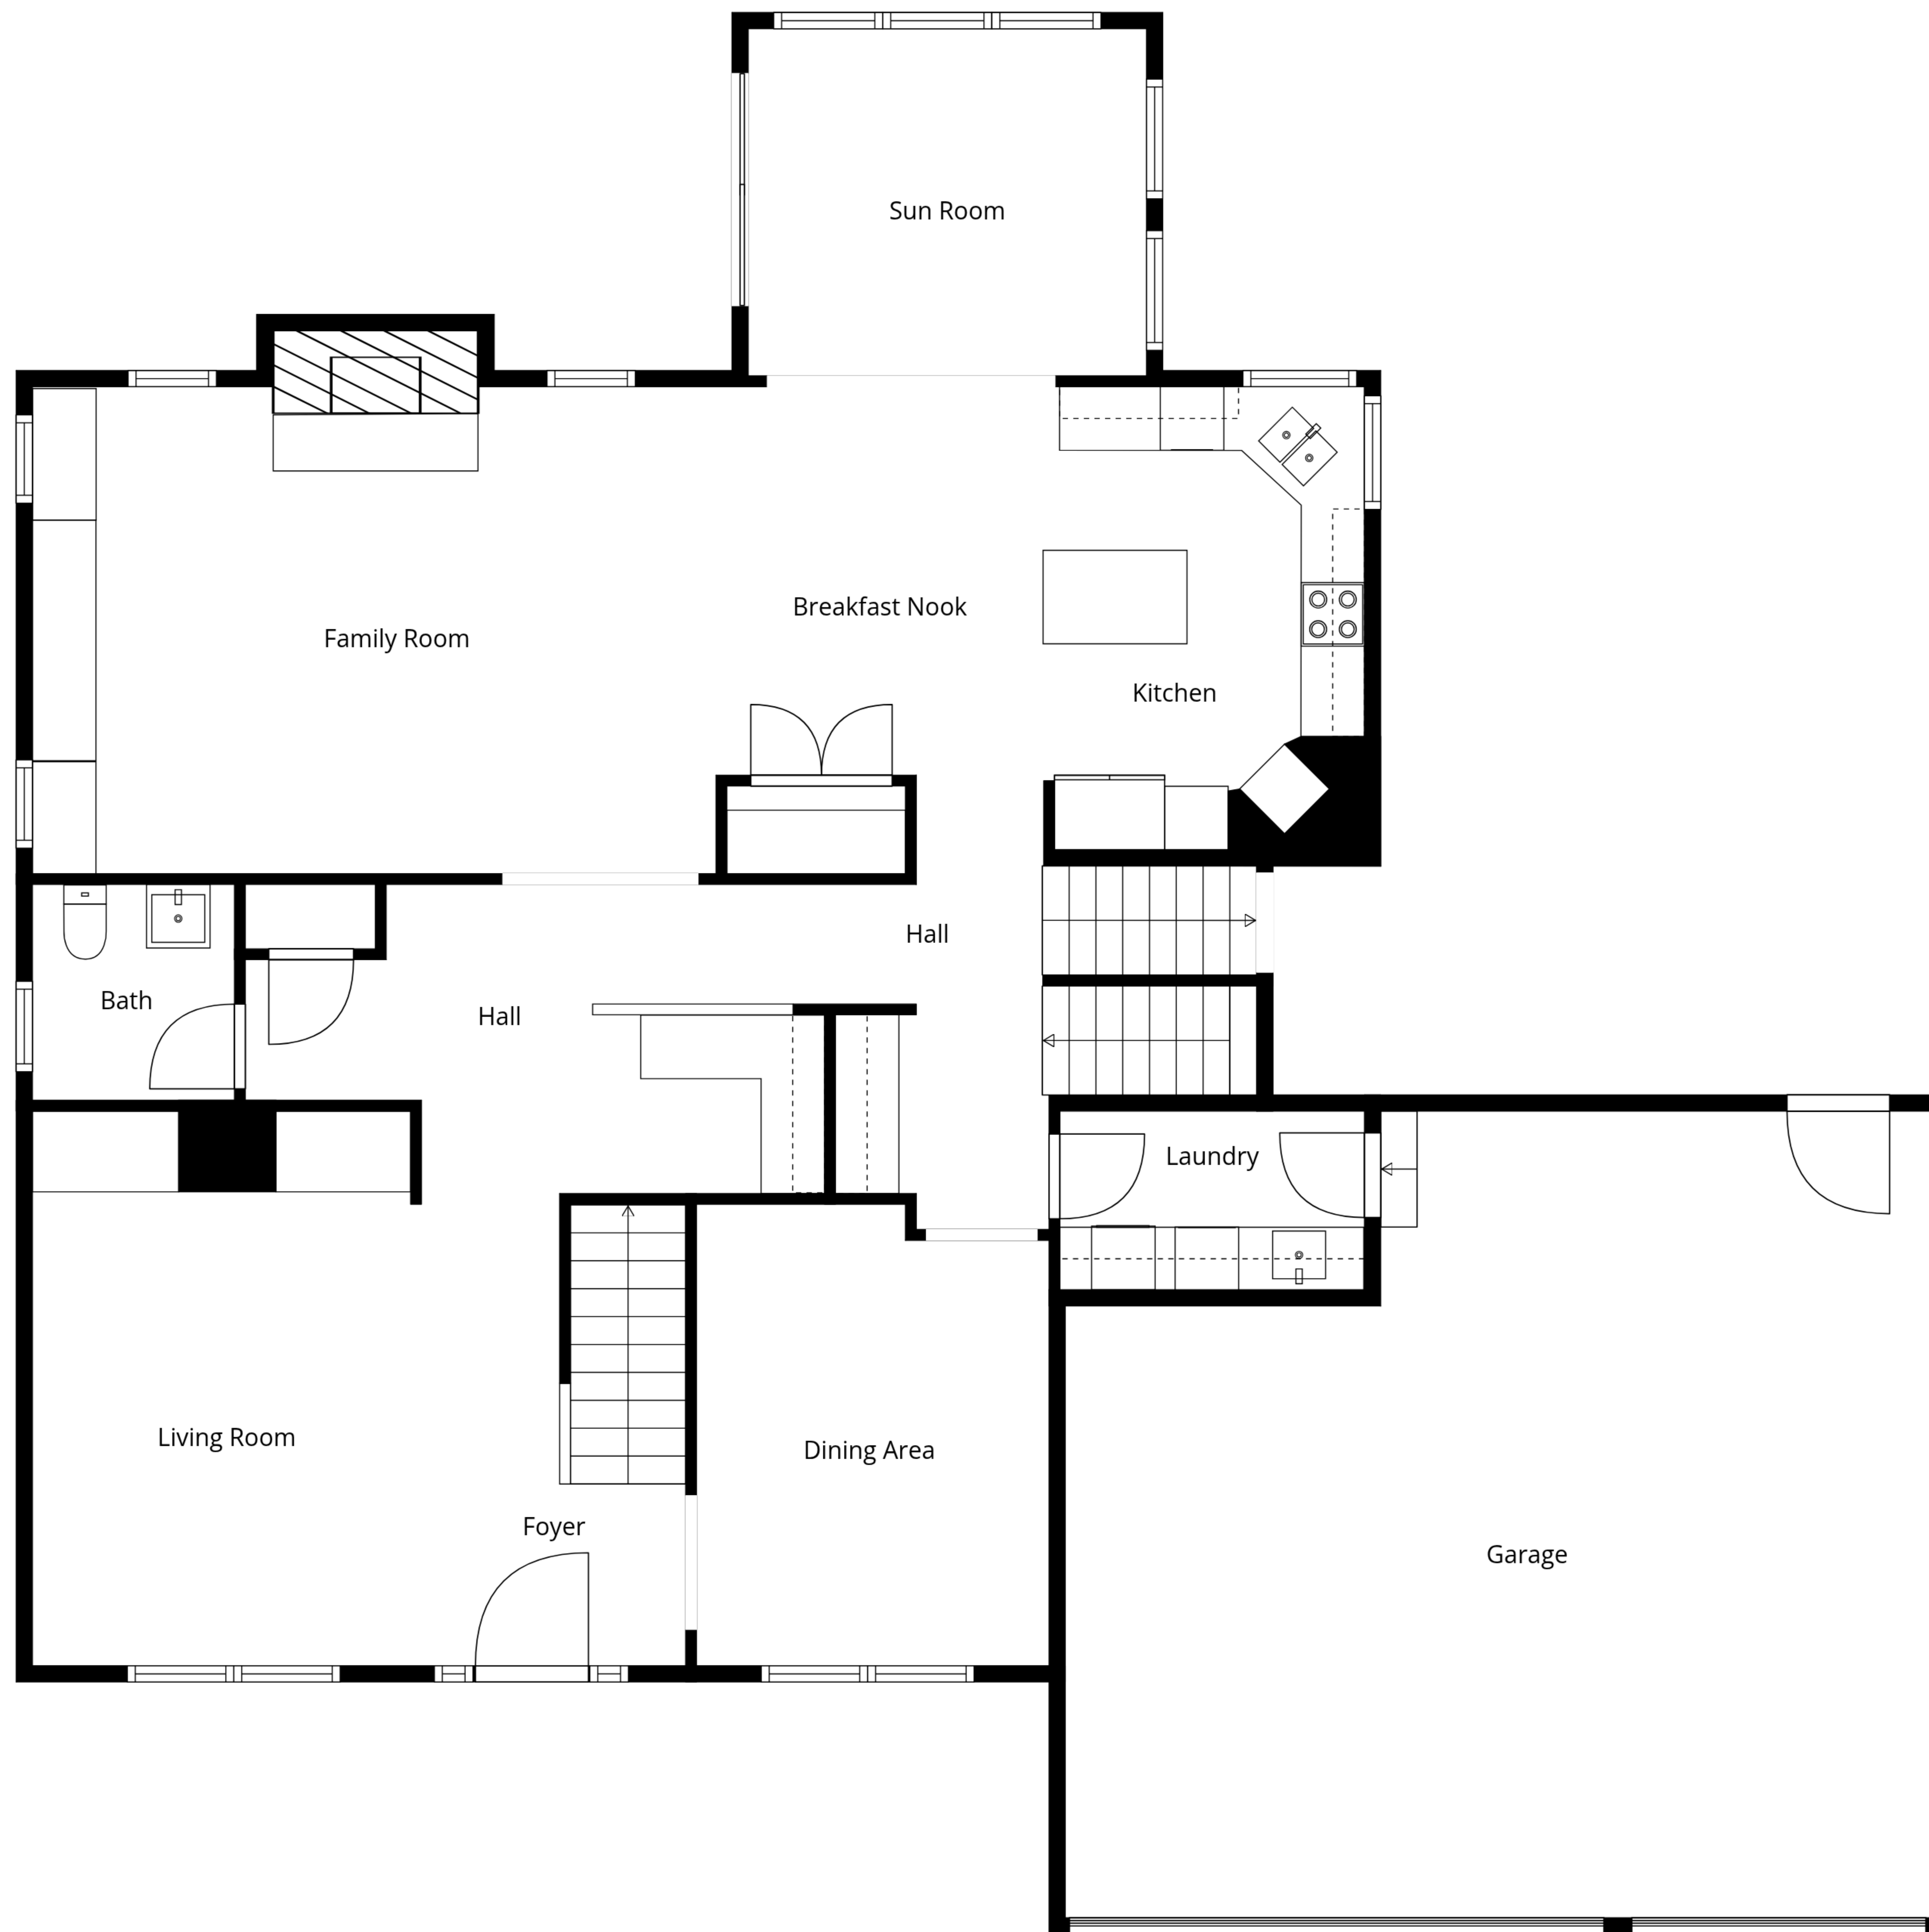 Sun Room
Breakfast Nook
Family Room
Kitchen
Hall
Bath
Hall
Laundry
Living Room
Dining Area
Foyer
Garage